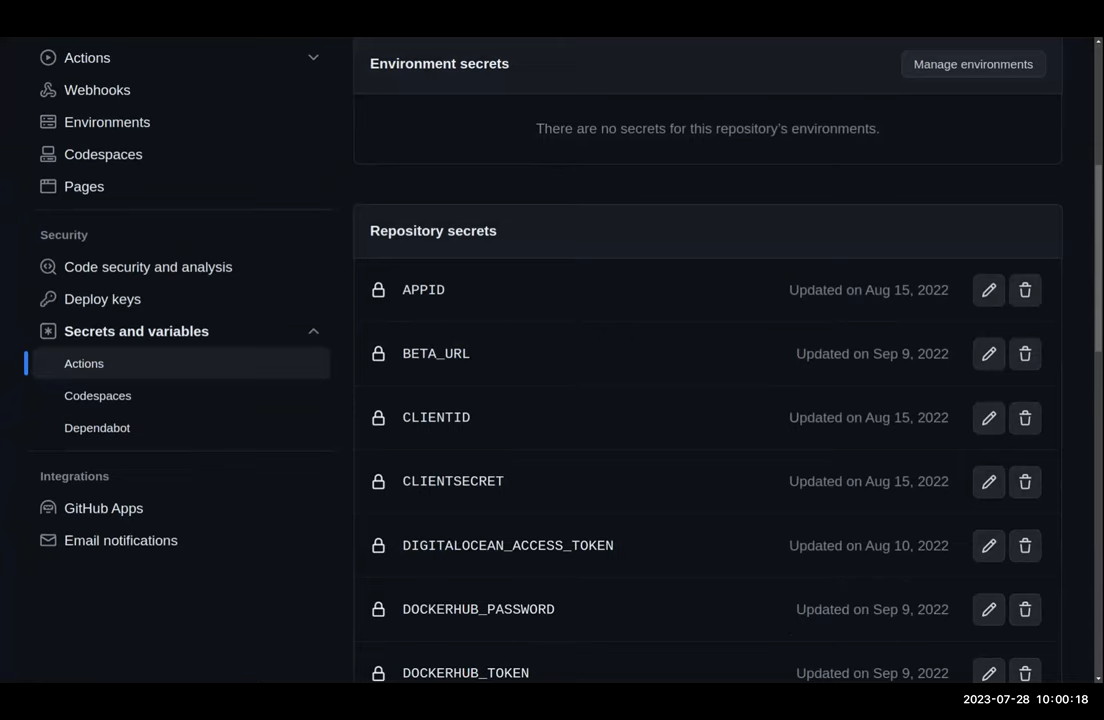 Actions
Webhooks
Environments
Codespaces
Pages
Security
Code security and analysis
Deploy keys
Secrets and variables
Actions
Codespaces
Dependabot
Integrations
GitHub Apps
Email notifications
Environment secrets
Manage environments
There are no secrets for this repository's environments.
Repository secrets
APPID Updated on Aug 15, 2022
BETA_URL Updated on Sep 9, 2022
CLIENTID Updated on Aug 15, 2022
CLIENTSECRET Updated on Aug 15, 2022
DIGITALOCEAN_ACCESS_TOKEN Updated on Aug 10, 2022
DOCKERHUB_PASSWORD Updated on Sep 9, 2022
DOCKERHUB_TOKEN Updated on Sep 9, 2022
2023-07-28 10:00:18